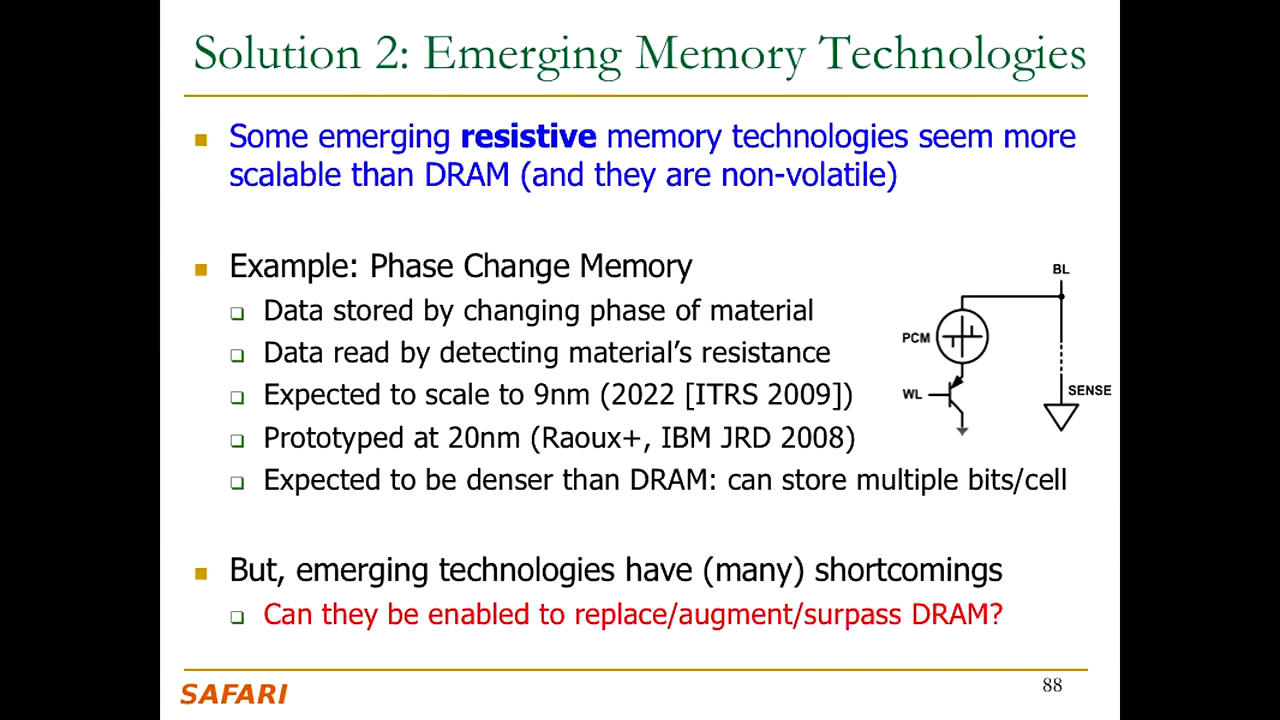 Solution 2: Emerging Memory Technologies
Some emerging resistive memory technologies seem more
scalable than DRAM (and they are non-volatile)
Example: Phase Change Memory
Data stored by changing phase of material
Data read by detecting material’s resistance
Expected to scale to 9nm (2022 [ITRS 2009])
Prototyped at 20nm (Raoux+, IBM JRD 2008)
Expected to be denser than DRAM: can store multiple bits/cell
BL
PCM
WL
SENSE
But, emerging technologies have (many) shortcomings
Can they be enabled to replace/augment/surpass DRAM?
SAFARI
88